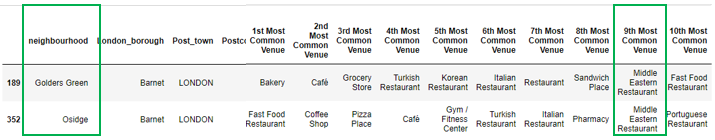 neighbourhood London_borough Post_town Postco 1st Most Common Venue 2nd Most Common Venue 3rd Most Common Venue 4th Most Common Venue 5th Most Common Venue 6th Most Common Venue 7th Most Common Venue 8th Most Common Venue 9th Most Common Venue 10th Most Common Venue
189 Golders Green Barnet LONDON Bakery Café Grocery Store Turkish Restaurant Korean Restaurant Italian Restaurant Restaurant Sandwich Place Middle Eastern Restaurant Fast Food Restaurant
352 Osidge Barnet LONDON Fast Food Restaurant Coffee Shop Pizza Place Café Gym / Fitness Center Turkish Restaurant Italian Restaurant Pharmacy Middle Eastern Restaurant Portuguese Restaurant